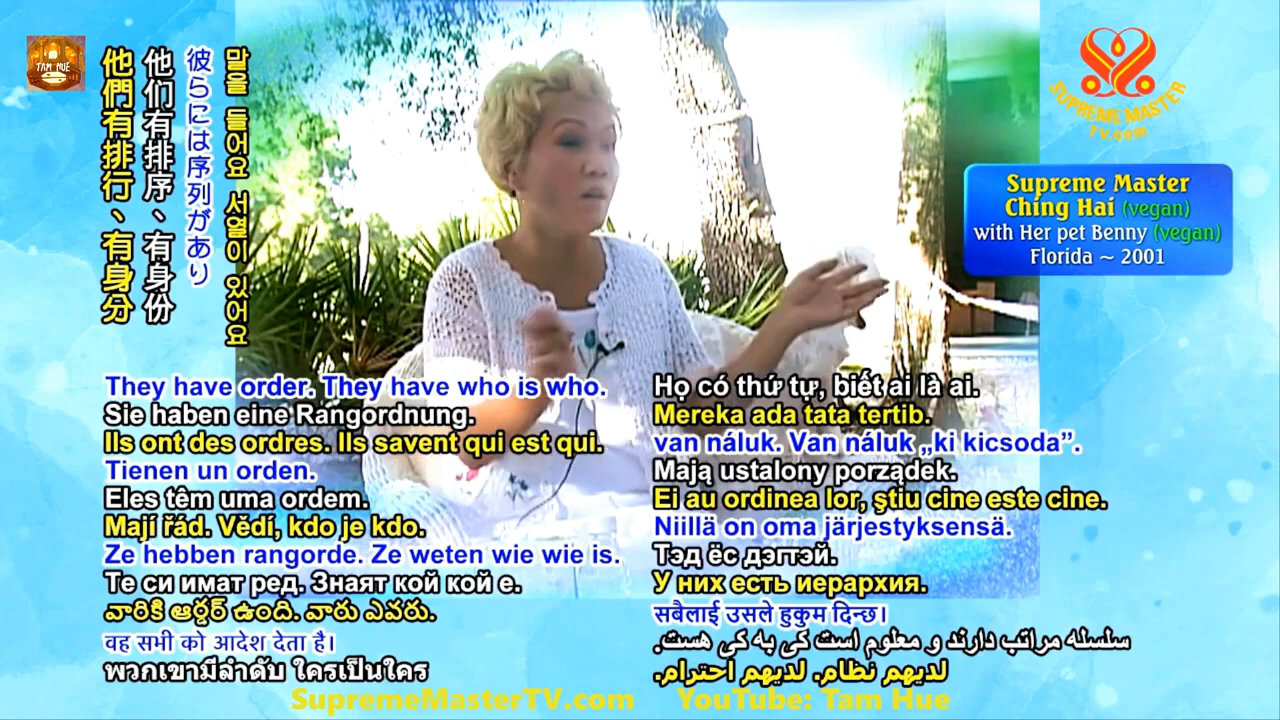 TAM HUE
他們有排行、有身分
他们有排序、有身份
彼らには序列があり
말을 들어요 서열이 있어요
SUPREME MASTER
TV.com
Supreme Master
Ching Hai (vegan)
with Her pet Benny (vegan)
Florida ~ 2001
They have order. They have who is who.
Sie haben eine Rangordnung.
Ils ont des ordres. Ils savent qui est qui.
Tienen un orden.
Eles têm uma ordem.
Mají řád. Vědí, kdo je kdo.
Ze hebben rangorde. Ze weten wie wie is.
Те си имат ред. Знаят кой кой е.
వారికి ఆర్డర్ ఉంది. వారు ఎవరు.
वह सभी को आदेश देता है।
พวกเขามีลำดับ ใครเป็นใคร
Họ có thứ tự, biết ai là ai.
Mereka ada tata tertib.
van náluk. Van náluk „ki kicsoda”.
Mają ustalony porządek.
Ei au ordinea lor, ştiu cine este cine.
Niillä on oma järjestyksensä.
Тэд ёс дэгтэй.
У них есть иерархия.
सबैलाई उसले हुकुम दिन्छ।
سلسله مراتب دارند و معلوم است کی به کی هست.
لديهم نظام. لديهم احترام.
SupremeMasterTV.com YouTube: Tam Hue